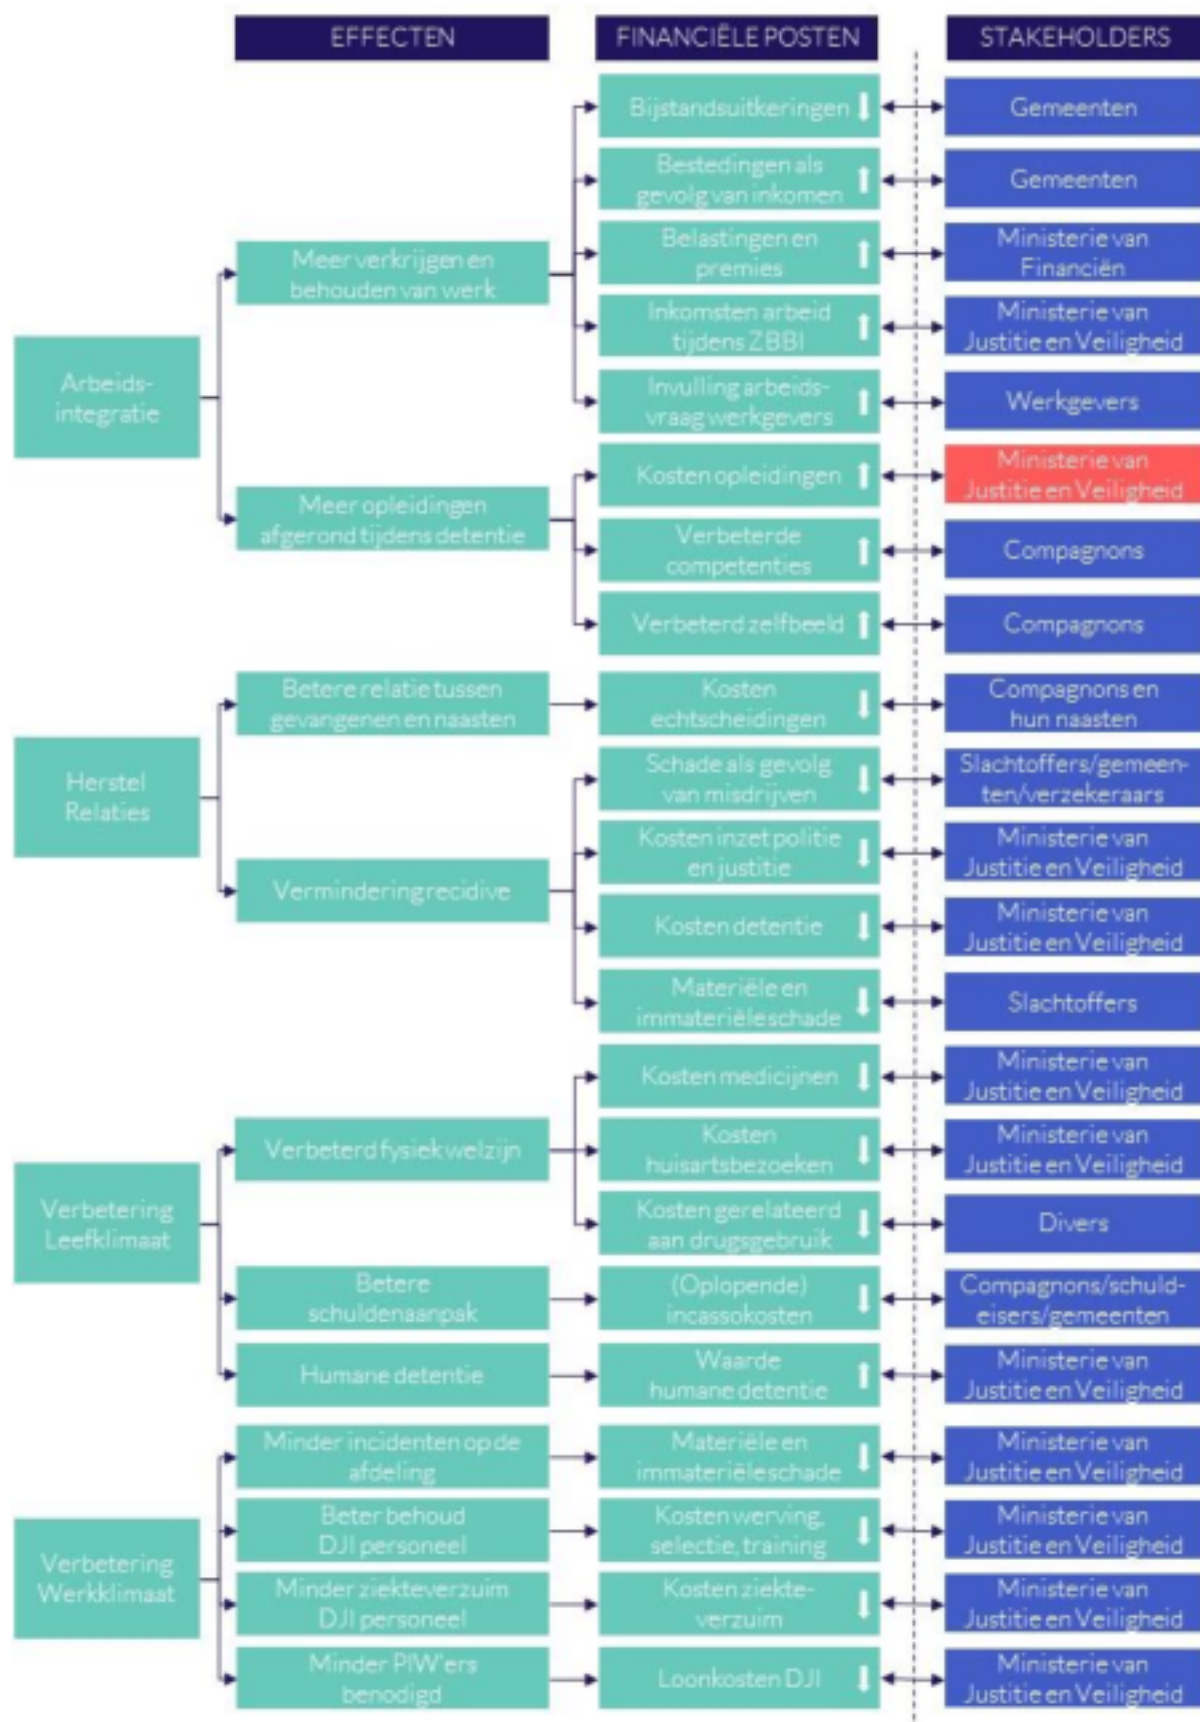 EFFECTEN
FINANCIËLE POSTEN
STAKEHOLDERS
Arbeids-
integratie
Meer verkrijgen en
behouden van werk
Bijstandsuitkeringen
Gemeenten
Bestedingen als
gevolg van inkomen
Gemeenten
Belastingen en
premies
Ministerie van
Financiën
Inkomsten arbeid
tijdens ZBBI
Ministerie van
Justitie en Veiligheid
Invulling arbeids-
vraag werkgevers
Werkgevers
Meer opleidingen
afgerond tijdens detentie
Kosten opleidingen
Ministerie van
Justitie en Veiligheid
Verbeterde
competenties
Compagnons
Verbeterd zelfbeeld
Compagnons
Herstel
Relaties
Betere relatie tussen
gevangenen en naasten
Kosten
echtscheidingen
Compagnons en
hun naasten
Vermindering recidive
Schade als gevolg
van misdrijven
Slachtoffers/gemeen-
ten/verzekeraars
Kosten inzet politie
en justitie
Ministerie van
Justitie en Veiligheid
Kosten detentie
Ministerie van
Justitie en Veiligheid
Materiële en
immateriële schade
Slachtoffers
Verbetering
Leefklimaat
Verbeterd fysiek welzijn
Kosten medicijnen
Ministerie van
Justitie en Veiligheid
Kosten
huisartsbezoeken
Ministerie van
Justitie en Veiligheid
Kosten gerelateerd
aan drugsgebruik
Divers
Betere
schuldenaanpak
(Oplopende)
incassokosten
Compagnons/schuld-
eisers/gemeenten
Humane detentie
Waarde
humane detentie
Ministerie van
Justitie en Veiligheid
Verbetering
Werkklimaat
Minder incidenten op de
afdeling
Materiële en
immateriële schade
Ministerie van
Justitie en Veiligheid
Beter behoud
DJI personeel
Kosten werving,
selectie, training
Ministerie van
Justitie en Veiligheid
Minder ziekteverzuim
DJI personeel
Kosten ziekte-
verzuim
Ministerie van
Justitie en Veiligheid
Minder PIW'ers
benodigd
Loonkosten DJI
Ministerie van
Justitie en Veiligheid